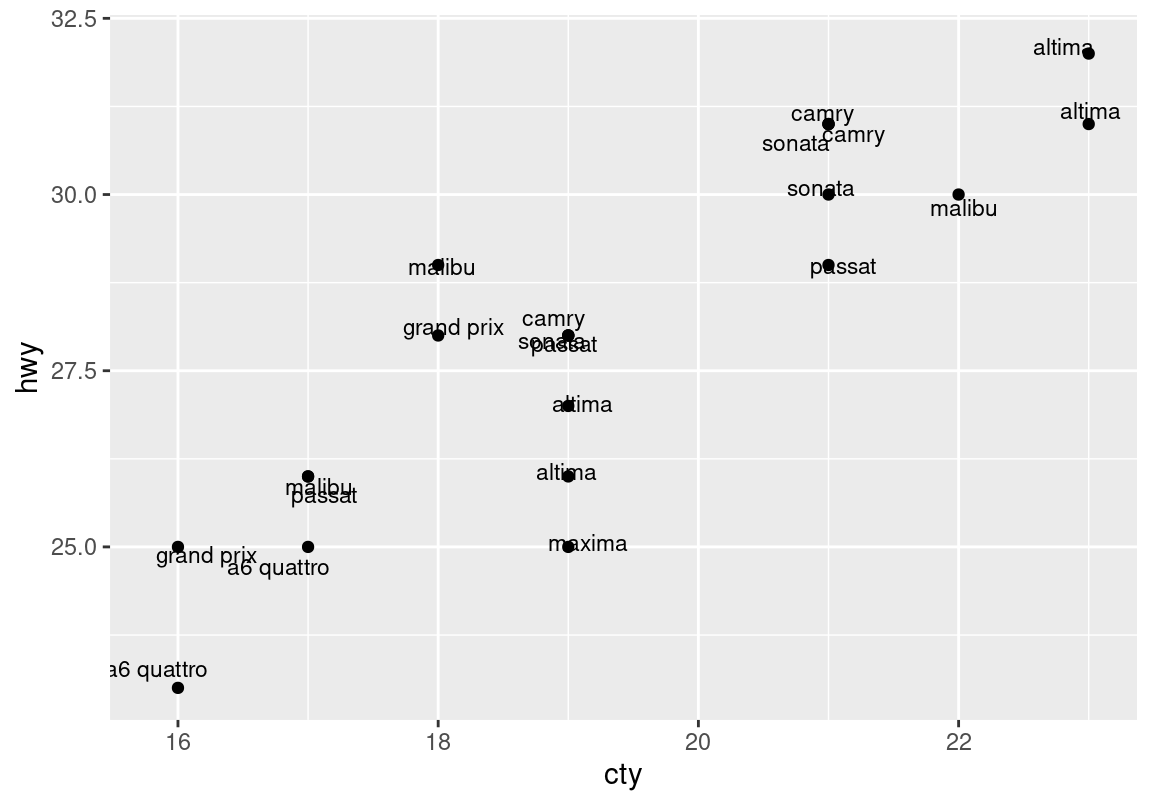 32.5
altima
camry
altima
camry
sonata
30.0
sonata
malibu
malibu
passat
grand prix
camry
sonata
passat
27.5
hwy
altima
altima
malibu
passat
25.0
maxima
grand prix
a6 quattro
a6 quattro
16
18
20
22
cty